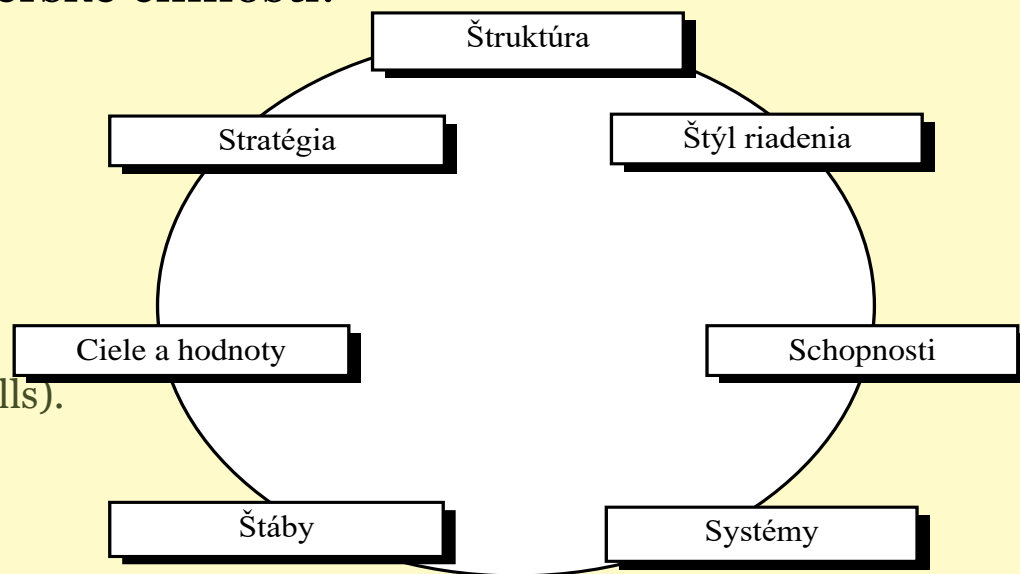 Štruktúra
Stratégia
Štýl riadenia
Ciele a hodnoty
Schopnosti
lls).
Štáby
Systémy